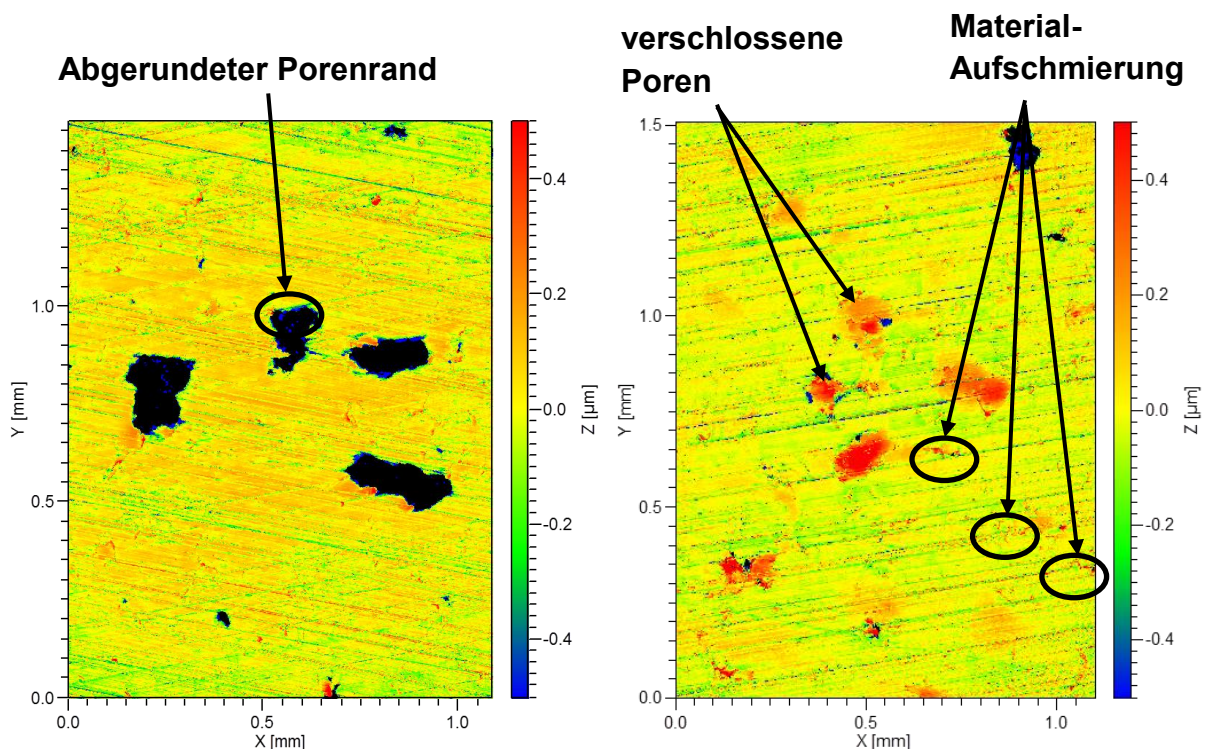 Abgerundeter Porenrand
verschlossene
Poren
Material-
Aufschmierung
Y [mm]
1.0
0.5
0.0
0.0
0.5
1.0
X [mm]
0.4
0.2
0.0
-0.2
-0.4
Z [µm]
Y [mm]
1.5
1.0
0.5
0.0
0.0
0.5
1.0
X [mm]
0.4
0.2
0.0
-0.2
-0.4
Z [µm]